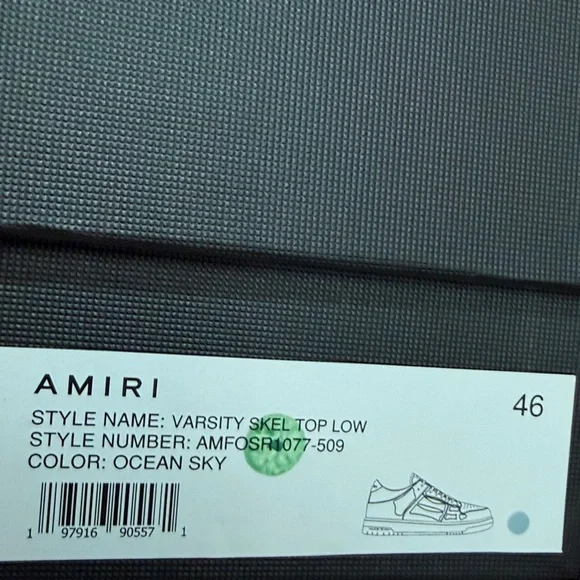 AMIRI
46
STYLE NAME: VARSITY SKEL TOP LOW
STYLE NUMBER: AMFOSR1077-509
COLOR: OCEAN SKY
1 97916 90557 1